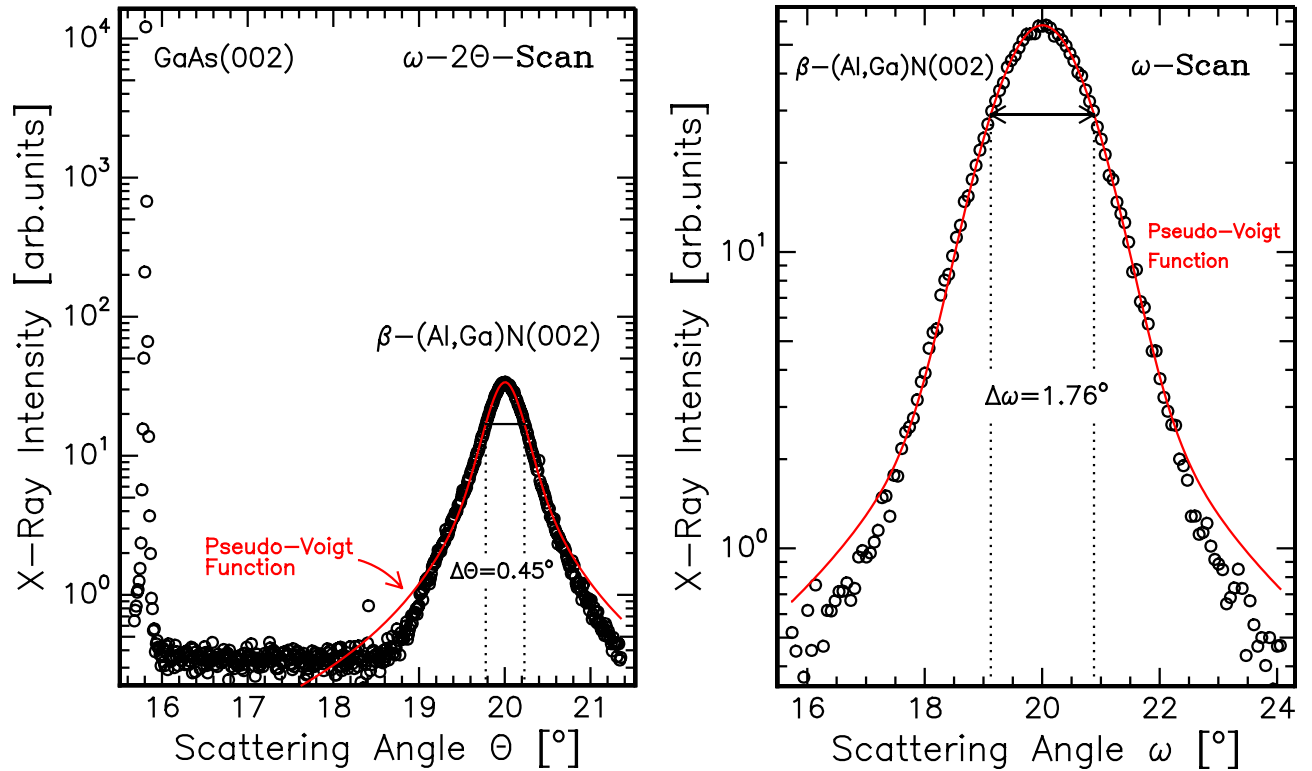 GaAs(002)
ω−2Θ−Scan
β−(Al,Ga)N(002)
Pseudo−Voigt
Function
ΔΘ=0.45°
10⁴
10³
10²
10¹
10⁰
X−Ray Intensity [arb.units]
16 17 18 19 20 21
Scattering Angle Θ [°]
β−(Al,Ga)N(002)
ω−Scan
Pseudo−Voigt
Function
Δω=1.76°
10¹
10⁰
X−Ray Intensity [arb.units]
16 18 20 22 24
Scattering Angle ω [°]